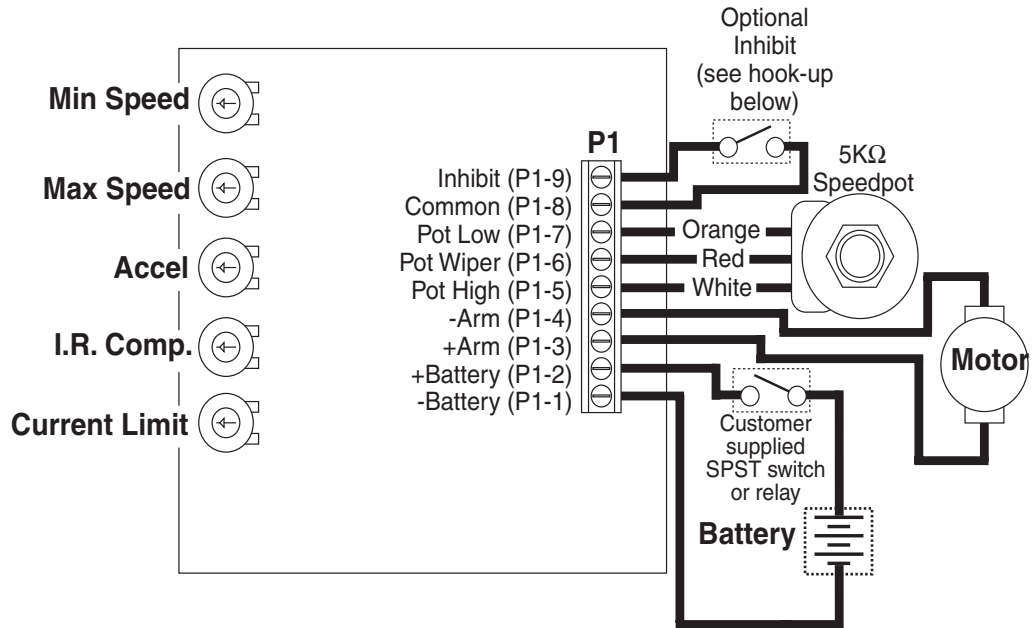 Optional
Inhibit
(see hook-up
below)
Min Speed
Max Speed
Accel
I.R. Comp.
Current Limit
P1
Inhibit (P1-9)
Common (P1-8)
Pot Low (P1-7)
Pot Wiper (P1-6)
Pot High (P1-5)
-Arm (P1-4)
+Arm (P1-3)
+Battery (P1-2)
-Battery (P1-1)
5KΩ
Speedpot
Orange
Red
White
Motor
Customer
supplied
SPST switch
or relay
Battery